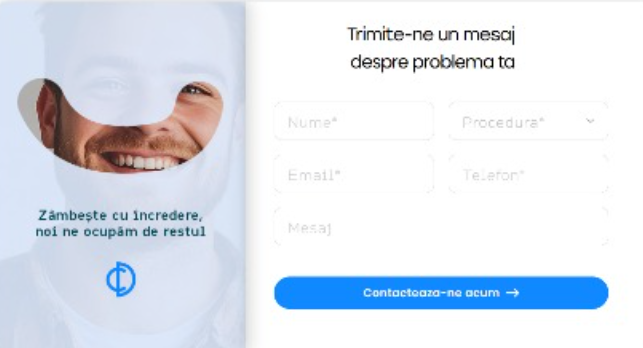 Trimite-ne un mesaj
despre problema ta
Nume*
Procedura*
Email*
Telefon*
Mesaj
Contacteaza-ne acum →
Zâmbește cu încredere,
noi ne ocupăm de restul